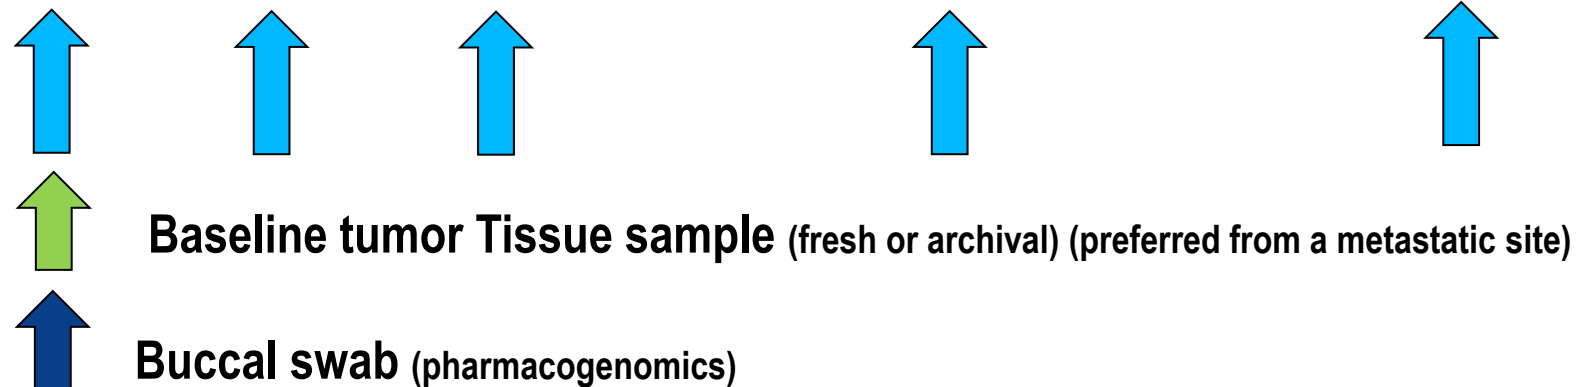 Baseline tumor Tissue sample (fresh or archival) (preferred from a metastatic site)
Buccal swab (pharmacogenomics)